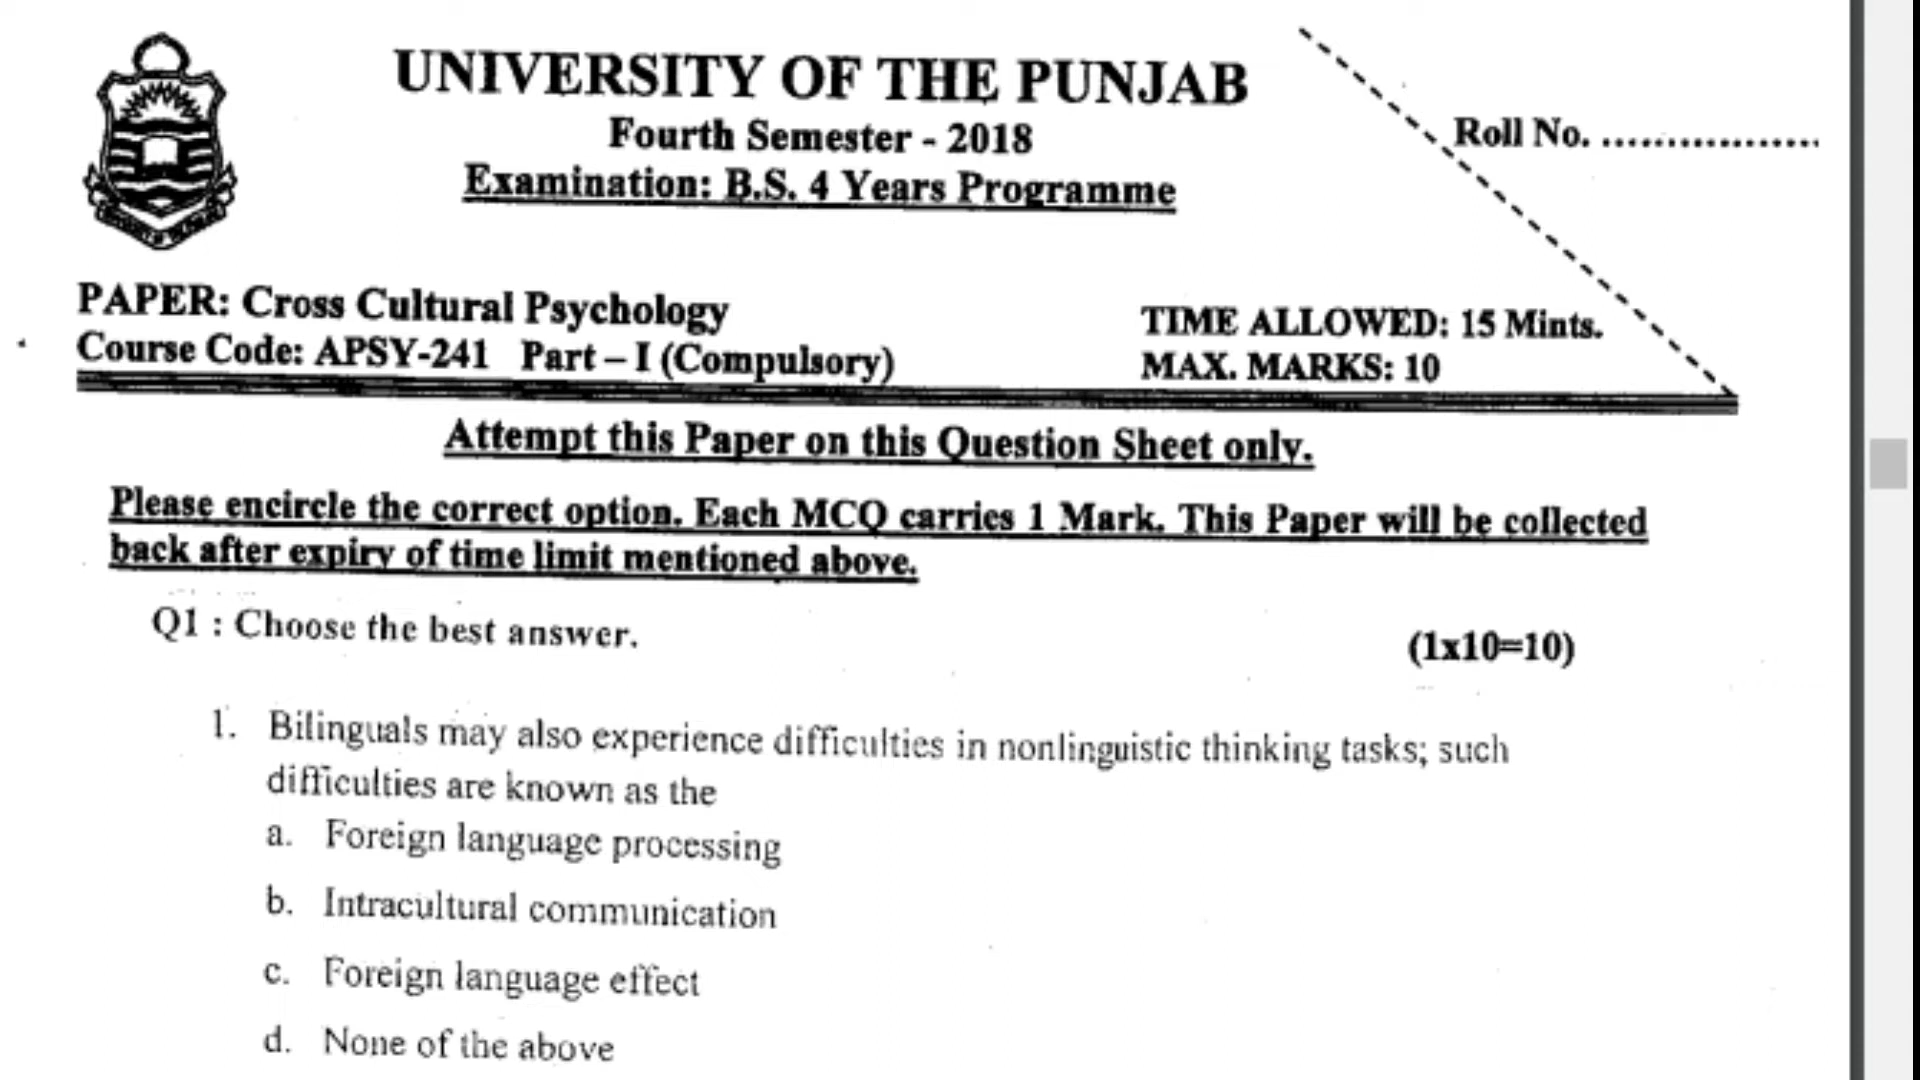 UNIVERSITY OF THE PUNJAB
Fourth Semester - 2018
Examination: B.S. 4 Years Programme
Roll No. ..................
PAPER: Cross Cultural Psychology
Course Code: APSY-241 Part – I (Compulsory)
TIME ALLOWED: 15 Mints.
MAX. MARKS: 10
Attempt this Paper on this Question Sheet only.
Please encircle the correct option. Each MCQ carries 1 Mark. This Paper will be collected
back after expiry of time limit mentioned above.
Q1 : Choose the best answer.
(1x10=10)
1. Bilinguals may also experience difficulties in nonlinguistic thinking tasks; such
difficulties are known as the
a. Foreign language processing
b. Intracultural communication
c. Foreign language effect
d. None of the above